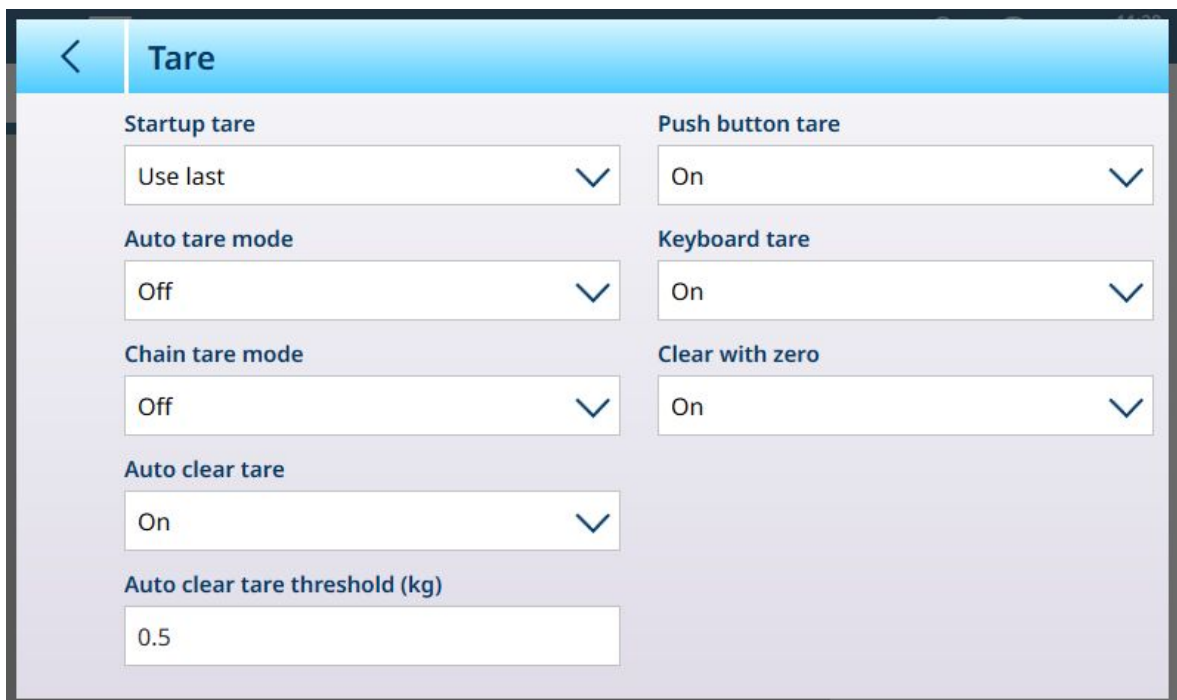 Tare
Startup tare
Use last
Push button tare
On
Auto tare mode
Off
Keyboard tare
On
Chain tare mode
Off
Clear with zero
On
Auto clear tare
On
Auto clear tare threshold (kg)
0.5